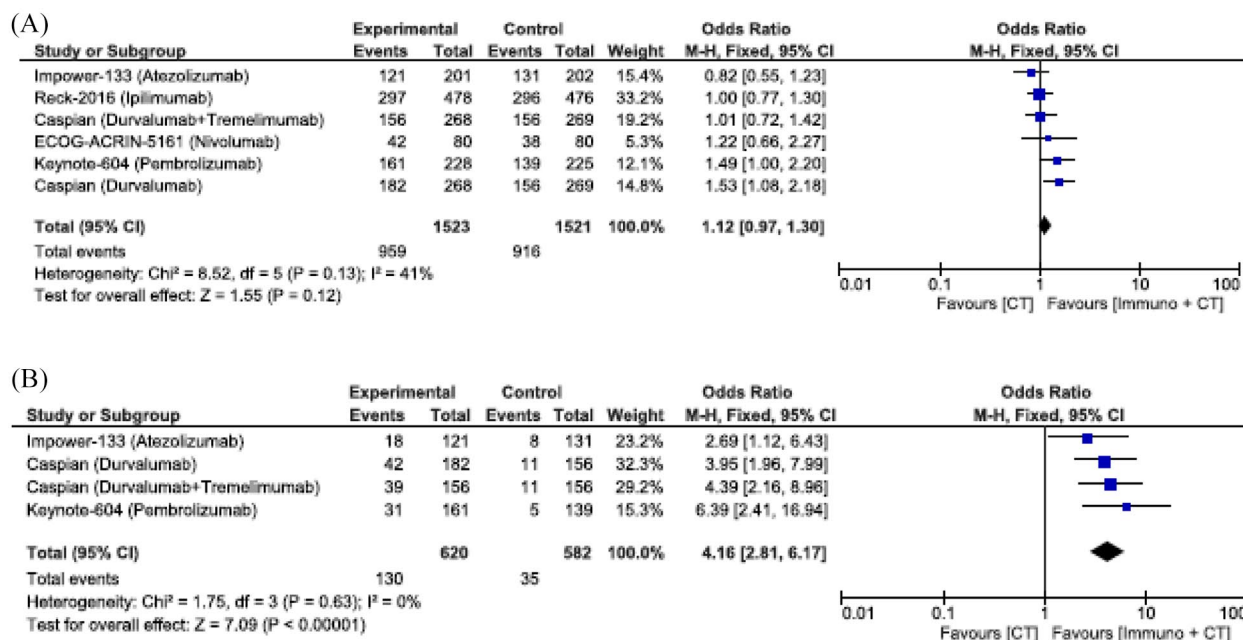 (A)
Experimental Control Odds Ratio Odds Ratio
Study or Subgroup Events Total Events Total Weight M-H, Fixed, 95% CI M-H, Fixed, 95% CI
Impower-133 (Atezolizumab) 121 201 131 202 15.4% 0.82 [0.55, 1.23]
Reck-2016 (Ipilimumab) 297 478 296 476 33.2% 1.00 [0.77, 1.30]
Caspian (Durvalumab+Tremelimumab) 156 268 156 269 19.2% 1.01 [0.72, 1.42]
ECOG-ACRIN-5161 (Nivolumab) 42 80 38 80 5.3% 1.22 [0.66, 2.27]
Keynote-604 (Pembrolizumab) 161 228 139 225 12.1% 1.49 [1.00, 2.20]
Caspian (Durvalumab) 182 268 156 269 14.8% 1.53 [1.08, 2.18]
Total (95% CI) 1523 1521 100.0% 1.12 [0.97, 1.30]
Total events 959 916
Heterogeneity: Chi² = 8.52, df = 5 (P = 0.13); I² = 41%
Test for overall effect: Z = 1.55 (P = 0.12)
0.01 0.1 1 10 100
Favours [CT] Favours [Immuno + CT]
(B)
Experimental Control Odds Ratio Odds Ratio
Study or Subgroup Events Total Events Total Weight M-H, Fixed, 95% CI M-H, Fixed, 95% CI
Impower-133 (Atezolizumab) 18 121 8 131 23.2% 2.69 [1.12, 6.43]
Caspian (Durvalumab) 42 182 11 156 32.3% 3.95 [1.96, 7.99]
Caspian (Durvalumab+Tremelimumab) 39 156 11 156 29.2% 4.39 [2.16, 8.96]
Keynote-604 (Pembrolizumab) 31 161 5 139 15.3% 6.39 [2.41, 16.94]
Total (95% CI) 620 582 100.0% 4.16 [2.81, 6.17]
Total events 130 35
Heterogeneity: Chi² = 1.75, df = 3 (P = 0.63); I² = 0%
Test for overall effect: Z = 7.09 (P < 0.00001)
0.01 0.1 1 10 100
Favours [CT] Favours [Immuno + CT]